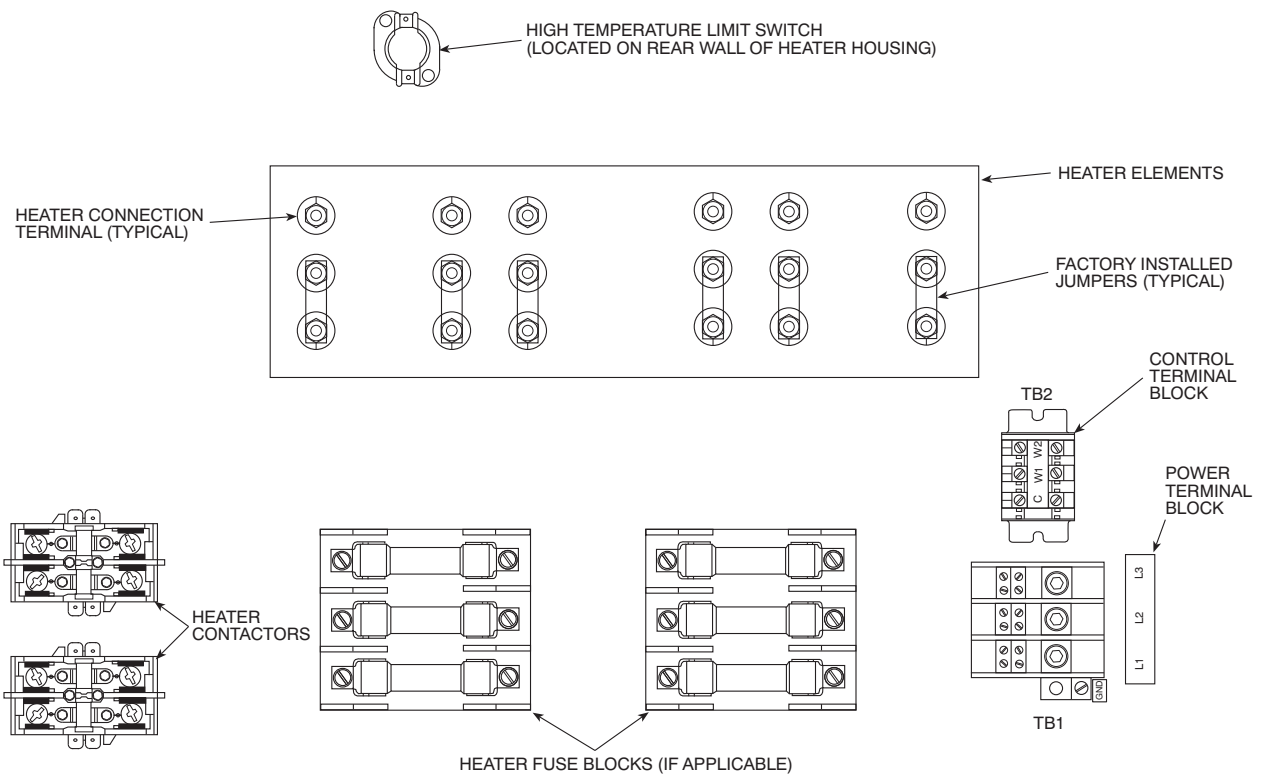 HIGH TEMPERATURE LIMIT SWITCH
(LOCATED ON REAR WALL OF HEATER HOUSING)
HEATER ELEMENTS
HEATER CONNECTION
TERMINAL (TYPICAL)
FACTORY INSTALLED
JUMPERS (TYPICAL)
CONTROL
TERMINAL
BLOCK
TB2
W2
W1
C
POWER
TERMINAL
BLOCK
L3
L2
L1
GND
TB1
HEATER
CONTACTORS
HEATER FUSE BLOCKS (IF APPLICABLE)